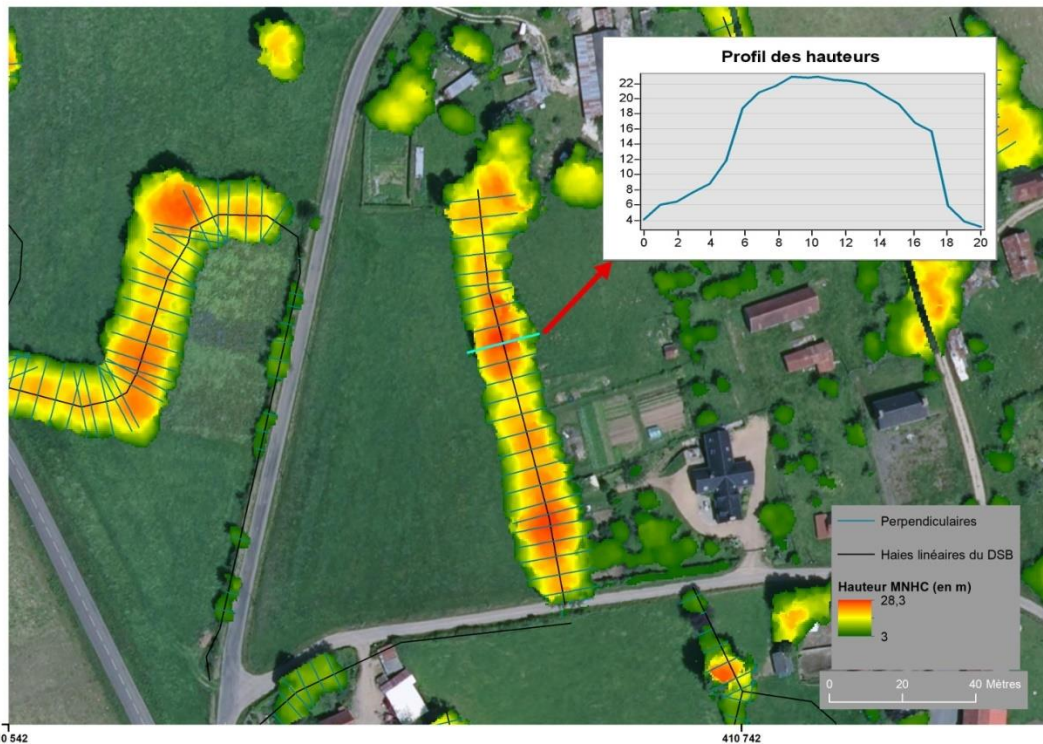 Profil des hauteurs
22
20
18
16
14
12
10
8
6
4
0 2 4 6 8 10 12 14 16 18 20
Perpendiculaires
Haies linéaires du DSB
Hauteur MNHC (en m)
28,3
3
0 20 40 Mètres
0 542
410 742